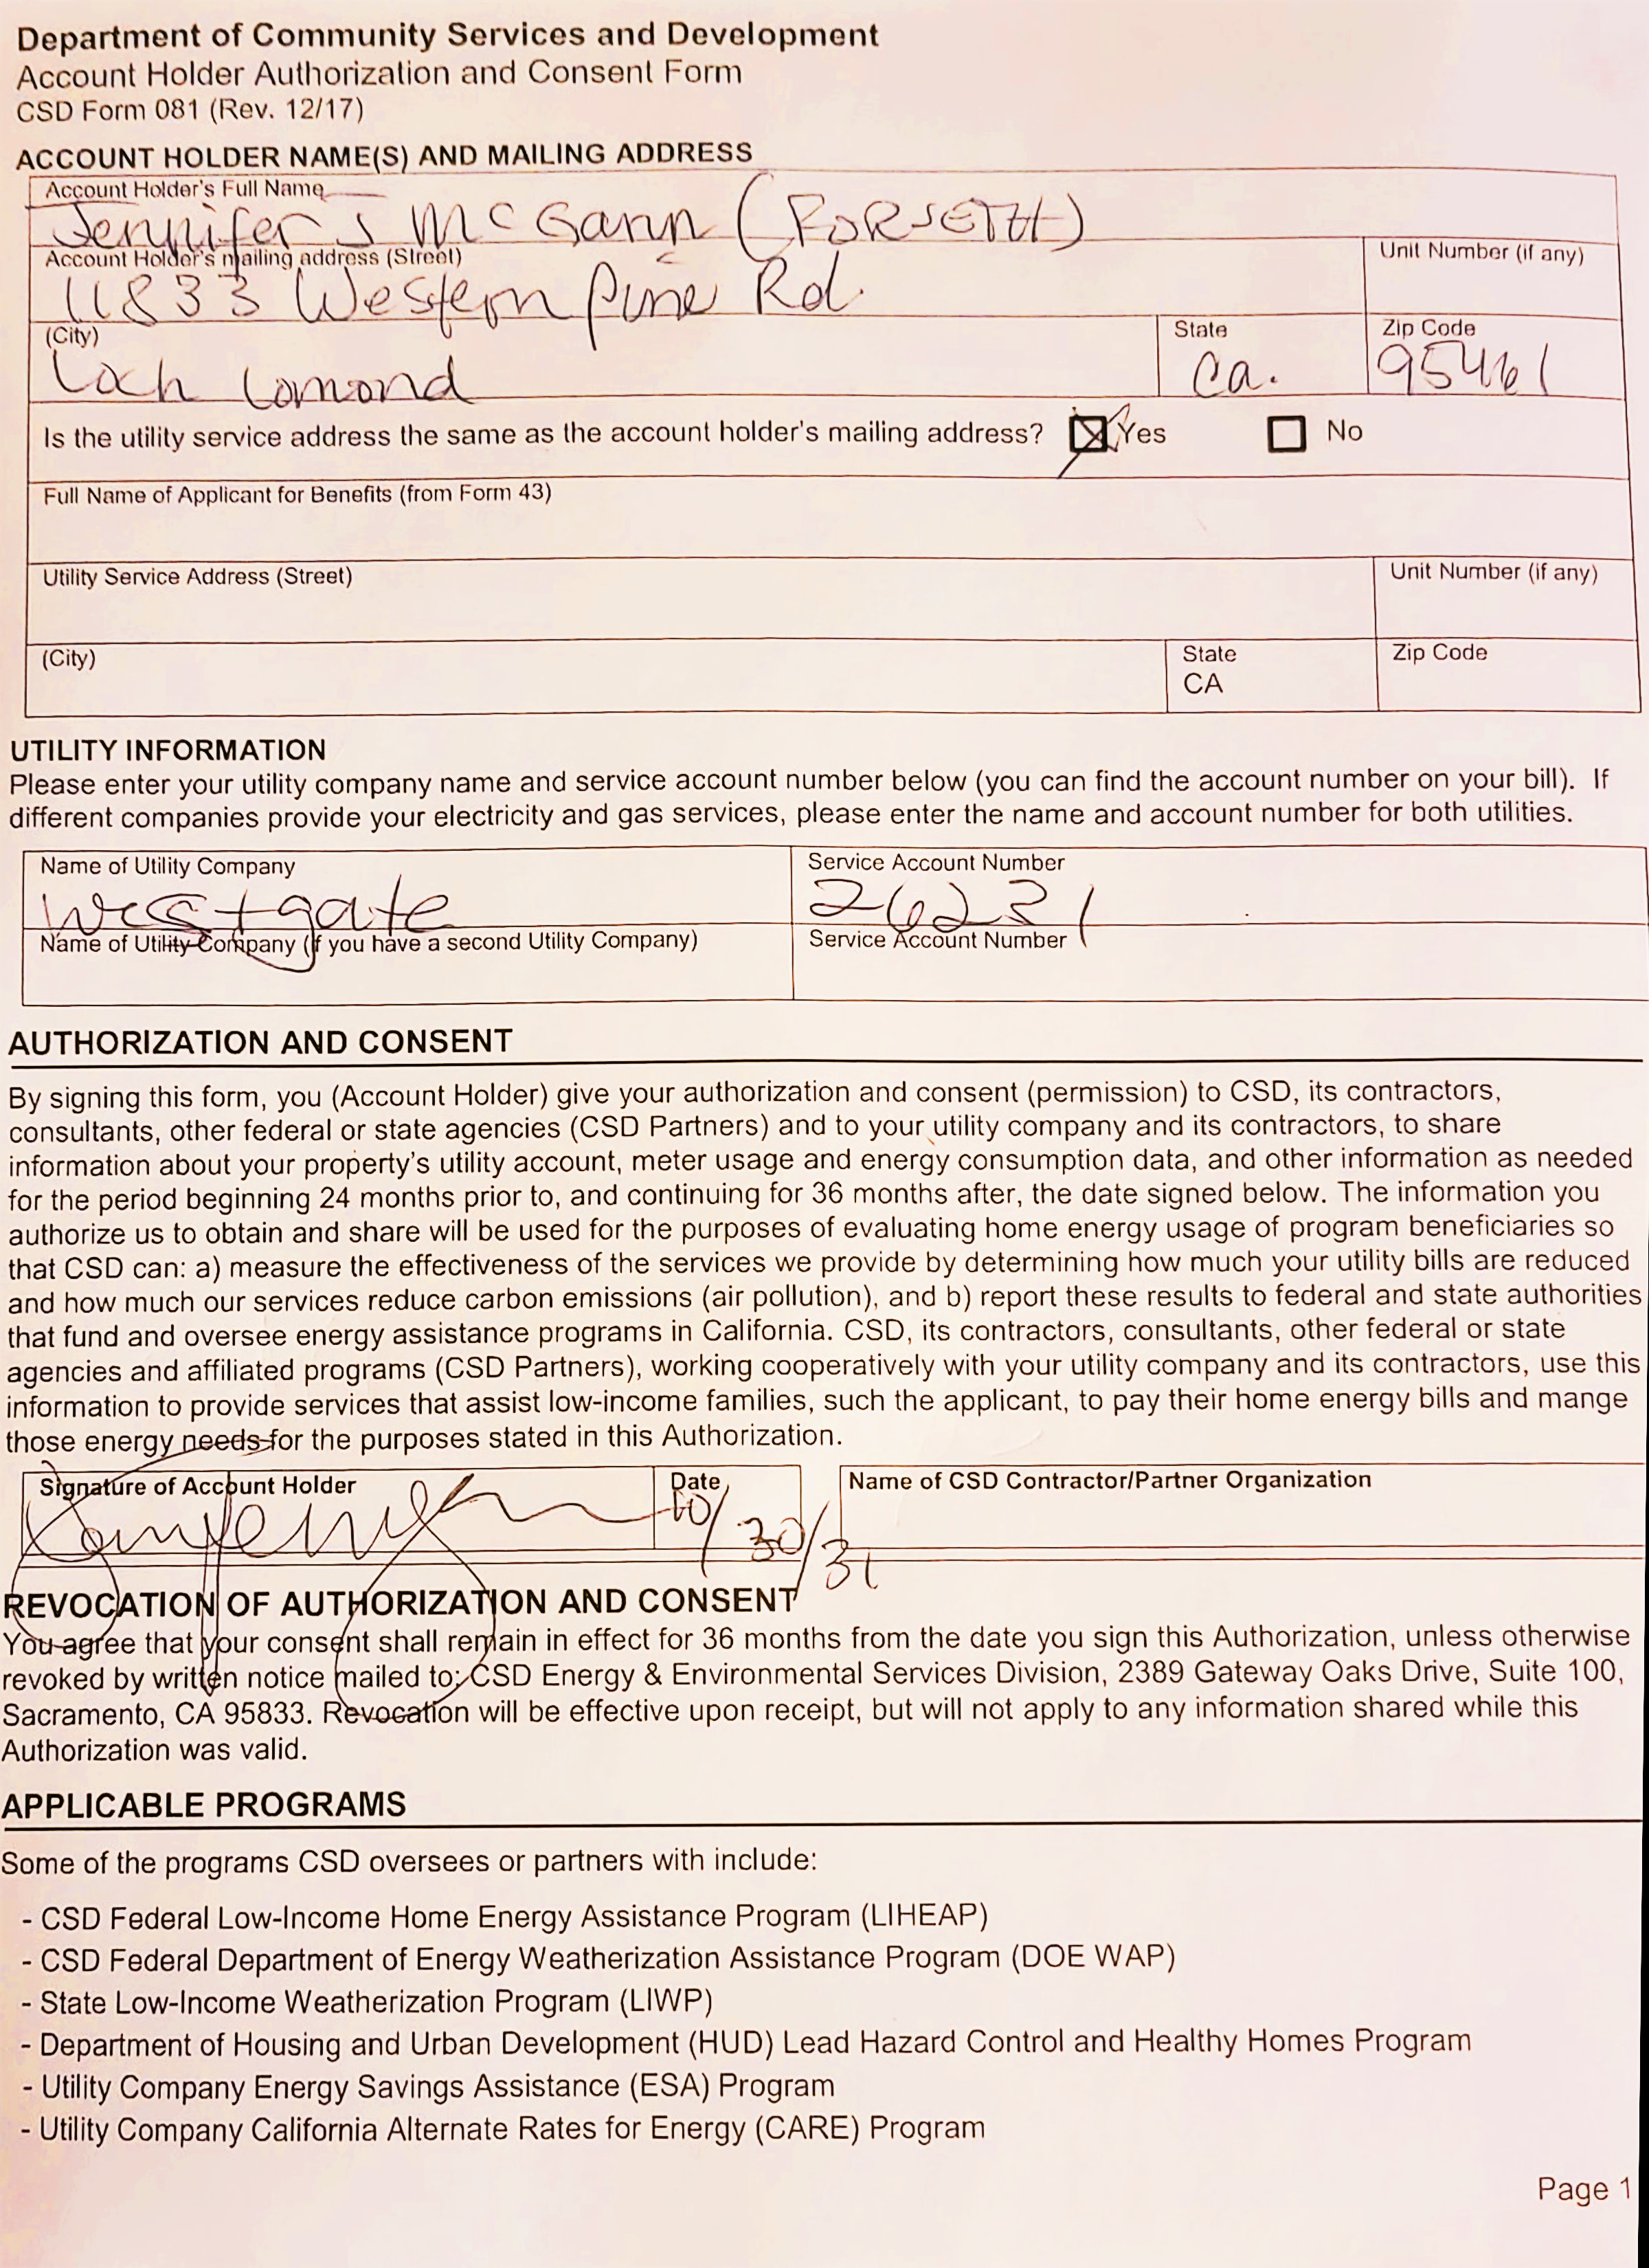 Department of Community Services and Development
Account Holder Authorization and Consent Form
CSD Form 081 (Rev. 12/17)
ACCOUNT HOLDER NAME(S) AND MAILING ADDRESS
Account Holder's Full Name
Jennifer J McGann (FORSETH)
Account Holder's mailing address (Street)
11833 Western Pine Rd.
Unit Number (if any)
(City)
Loch Lomond
State
Ca.
Zip Code
95461
Is the utility service address the same as the account holder's mailing address? Yes No
Full Name of Applicant for Benefits (from Form 43)
Utility Service Address (Street)
Unit Number (if any)
(City)
State
CA
Zip Code
UTILITY INFORMATION
Please enter your utility company name and service account number below (you can find the account number on your bill). If
different companies provide your electricity and gas services, please enter the name and account number for both utilities.
Name of Utility Company
Westgate
Service Account Number
26231
Name of Utility Company (if you have a second Utility Company)
Service Account Number
AUTHORIZATION AND CONSENT
By signing this form, you (Account Holder) give your authorization and consent (permission) to CSD, its contractors,
consultants, other federal or state agencies (CSD Partners) and to your utility company and its contractors, to share
information about your property's utility account, meter usage and energy consumption data, and other information as needed
for the period beginning 24 months prior to, and continuing for 36 months after, the date signed below. The information you
authorize us to obtain and share will be used for the purposes of evaluating home energy usage of program beneficiaries so
that CSD can: a) measure the effectiveness of the services we provide by determining how much your utility bills are reduced
and how much our services reduce carbon emissions (air pollution), and b) report these results to federal and state authorities
that fund and oversee energy assistance programs in California. CSD, its contractors, consultants, other federal or state
agencies and affiliated programs (CSD Partners), working cooperatively with your utility company and its contractors, use this
information to provide services that assist low-income families, such the applicant, to pay their home energy bills and mange
those energy needs for the purposes stated in this Authorization.
Signature of Account Holder
Date
10/30/31
Name of CSD Contractor/Partner Organization
REVOCATION OF AUTHORIZATION AND CONSENT
You agree that your consent shall remain in effect for 36 months from the date you sign this Authorization, unless otherwise
revoked by written notice mailed to: CSD Energy & Environmental Services Division, 2389 Gateway Oaks Drive, Suite 100,
Sacramento, CA 95833. Revocation will be effective upon receipt, but will not apply to any information shared while this
Authorization was valid.
APPLICABLE PROGRAMS
Some of the programs CSD oversees or partners with include:
- CSD Federal Low-Income Home Energy Assistance Program (LIHEAP)
- CSD Federal Department of Energy Weatherization Assistance Program (DOE WAP)
- State Low-Income Weatherization Program (LIWP)
- Department of Housing and Urban Development (HUD) Lead Hazard Control and Healthy Homes Program
- Utility Company Energy Savings Assistance (ESA) Program
- Utility Company California Alternate Rates for Energy (CARE) Program
Page 1